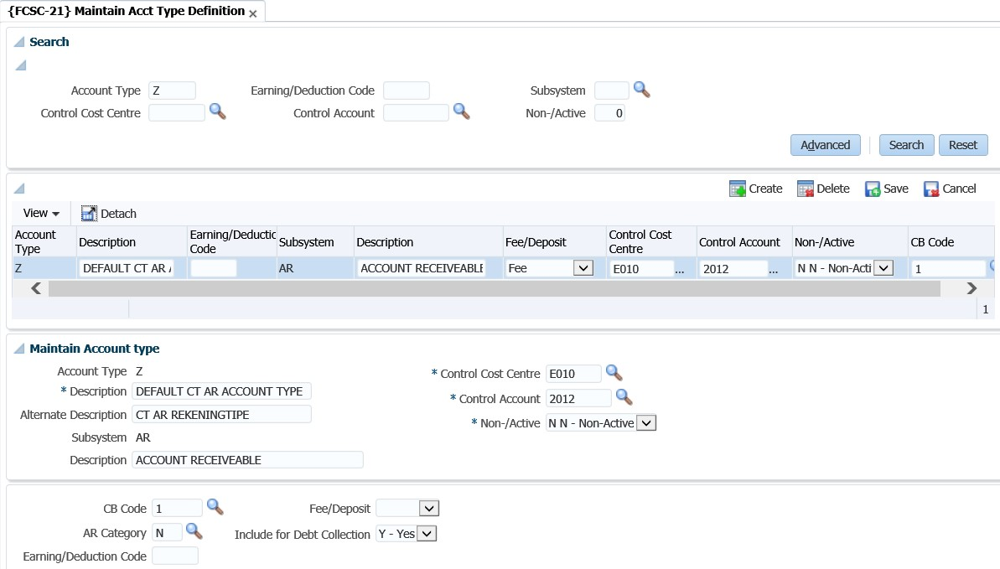 {FCSC-21} Maintain Acct Type Definition
Search
Account Type Z Earning/Deduction Code Subsystem
Control Cost Centre Control Account Non-/Active 0
Advanced Search Reset
Create Delete Save Cancel
View Detach
Account Type Description Earning/Deductic Code Subsystem Description Fee/Deposit Control Cost Centre Control Account Non-/Active CB Code
Z DEFAULT CT AR A AR ACCOUNT RECEIVEABLE Fee E010 ... 2012 ... N N - Non-Acti 1
1
Maintain Account type
Account Type Z
* Control Cost Centre E010
* Description DEFAULT CT AR ACCOUNT TYPE
* Control Account 2012
Alternate Description CT AR REKENINGTIPE
* Non-/Active N N - Non-Active
Subsystem AR
Description ACCOUNT RECEIVEABLE
CB Code 1 Fee/Deposit
AR Category N Include for Debt Collection Y - Yes
Earning/Deduction Code